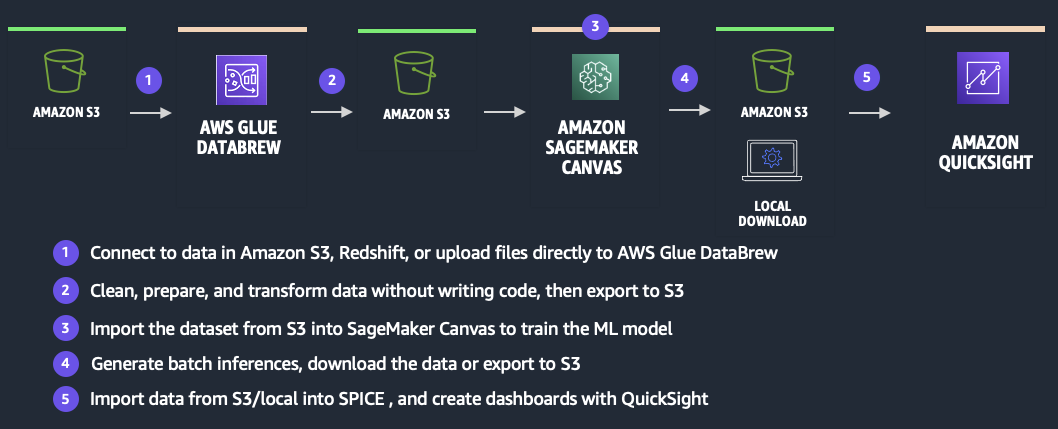 3
AMAZON S3
1
AWS GLUE
DATABREW
2
AMAZON S3
AMAZON
SAGEMAKER
CANVAS
4
AMAZON S3
LOCAL
DOWNLOAD
5
AMAZON
QUICKSIGHT
1 Connect to data in Amazon S3, Redshift, or upload files directly to AWS Glue DataBrew
2 Clean, prepare, and transform data without writing code, then export to S3
3 Import the dataset from S3 into SageMaker Canvas to train the ML model
4 Generate batch inferences, download the data or export to S3
5 Import data from S3/local into SPICE , and create dashboards with QuickSight